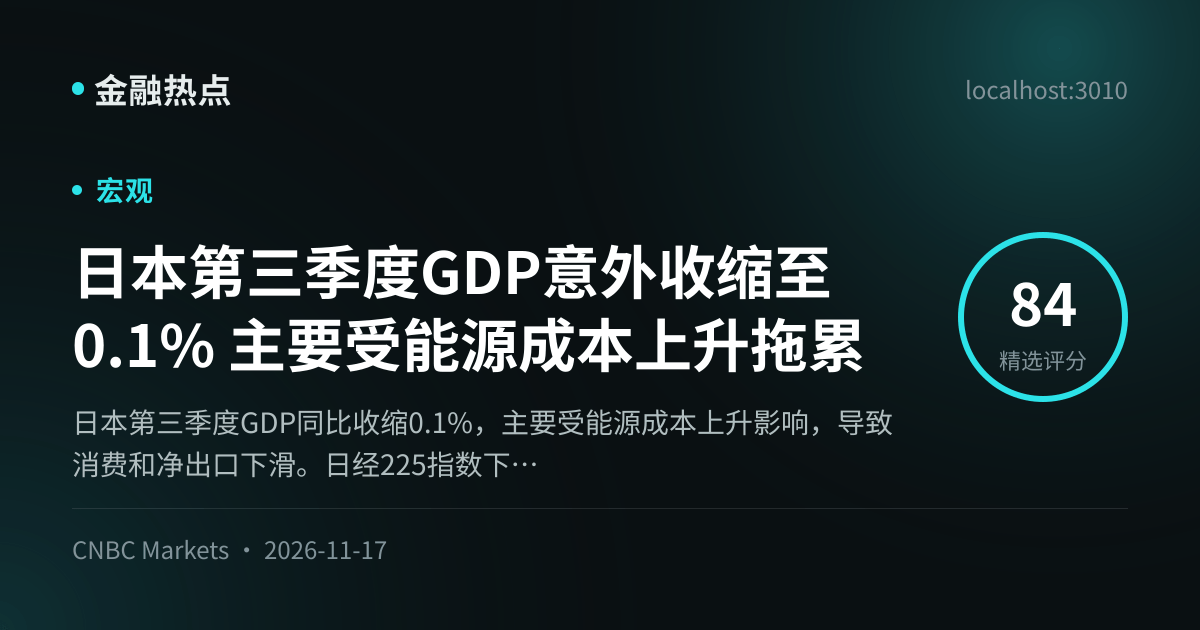 金融热点
localhost:3010
宏观
日本第三季度GDP意外收缩至
0.1% 主要受能源成本上升拖累
84
精选评分
日本第三季度GDP同比收缩0.1%，主要受能源成本上升影响，导致
消费和净出口下滑。日经225指数下…
CNBC Markets · 2026-11-17